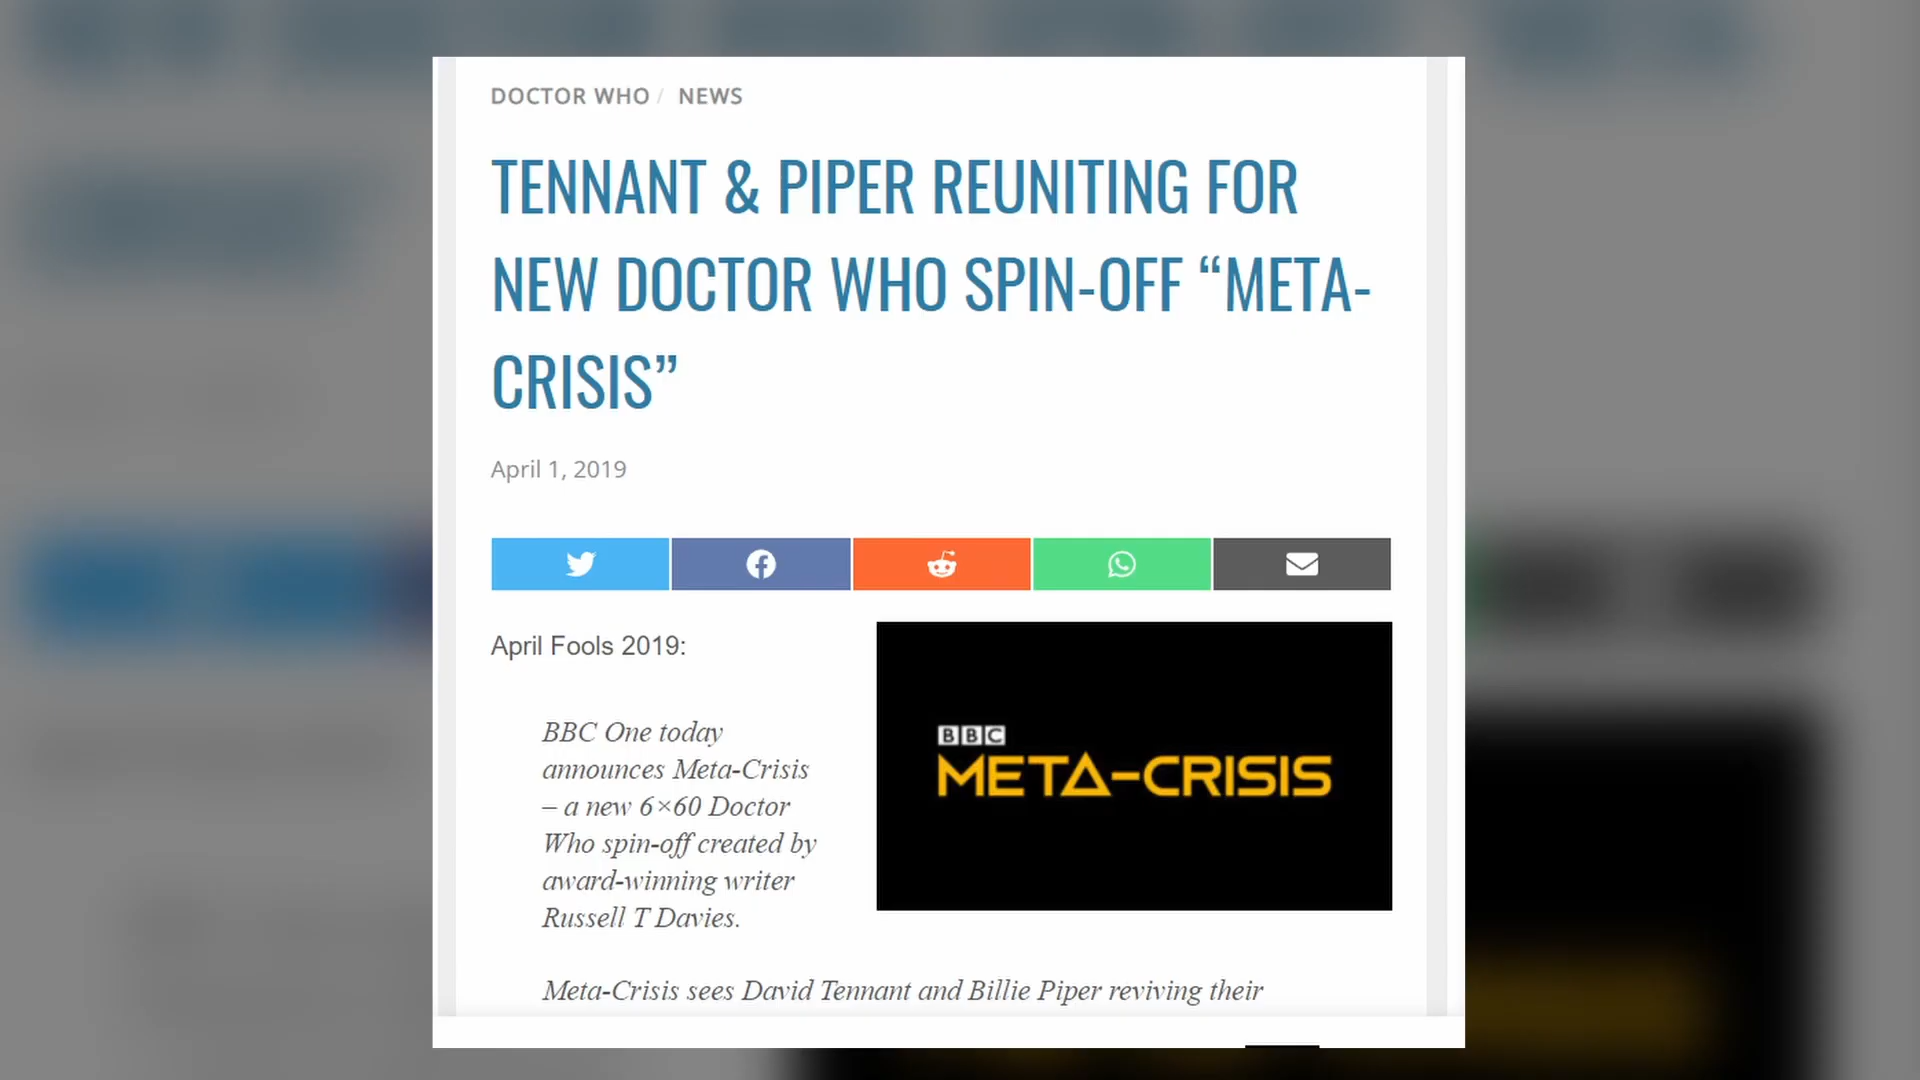 DOCTOR WHO / NEWS
TENNANT & PIPER REUNITING FOR
NEW DOCTOR WHO SPIN-OFF “META-
CRISIS”
April 1, 2019
April Fools 2019:
BBC One today
announces Meta-Crisis
– a new 6×60 Doctor
Who spin-off created by
award-winning writer
Russell T Davies.
BBC
META-CRISIS
Meta-Crisis sees David Tennant and Billie Piper reviving their